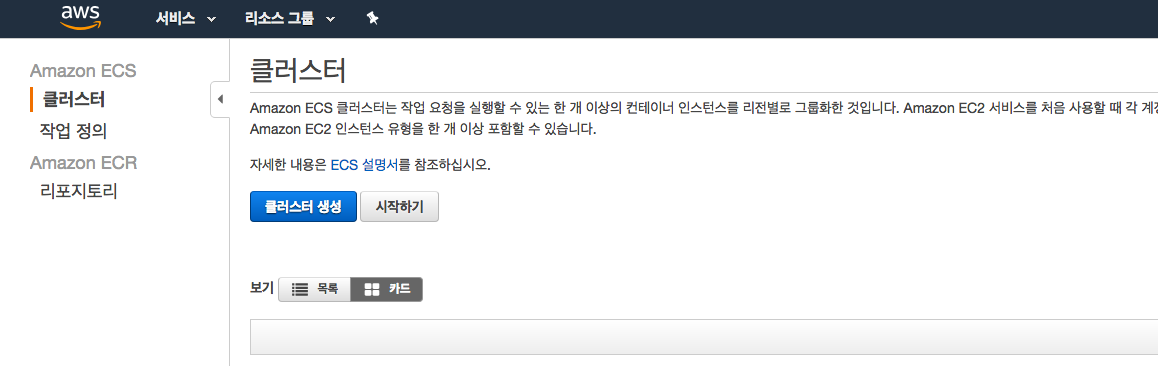 aws 서비스 리소스 그룹
Amazon ECS
클러스터
작업 정의
Amazon ECR
리포지토리
클러스터
Amazon ECS 클러스터는 작업 요청을 실행할 수 있는 한 개 이상의 컨테이너 인스턴스를 리전별로 그룹화한 것입니다. Amazon EC2 서비스를 처음 사용할 때 각 계정
Amazon EC2 인스턴스 유형을 한 개 이상 포함할 수 있습니다.
자세한 내용은 ECS 설명서를 참조하십시오.
클러스터 생성 시작하기
보기 목록 카드